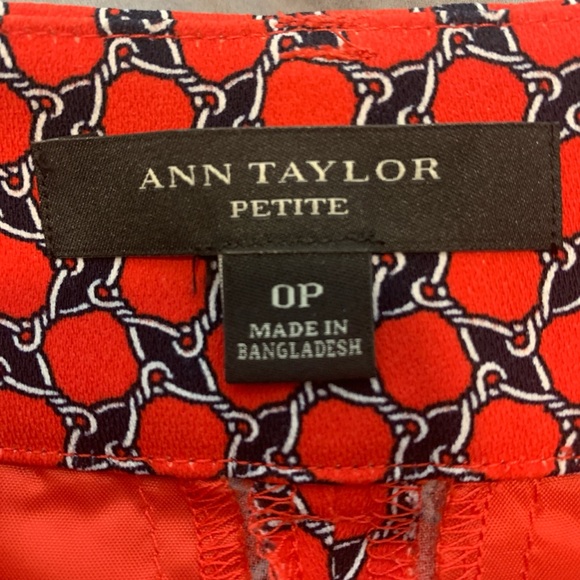 ANN TAYLOR
PETITE
0P
MADE IN
BANGLADESH